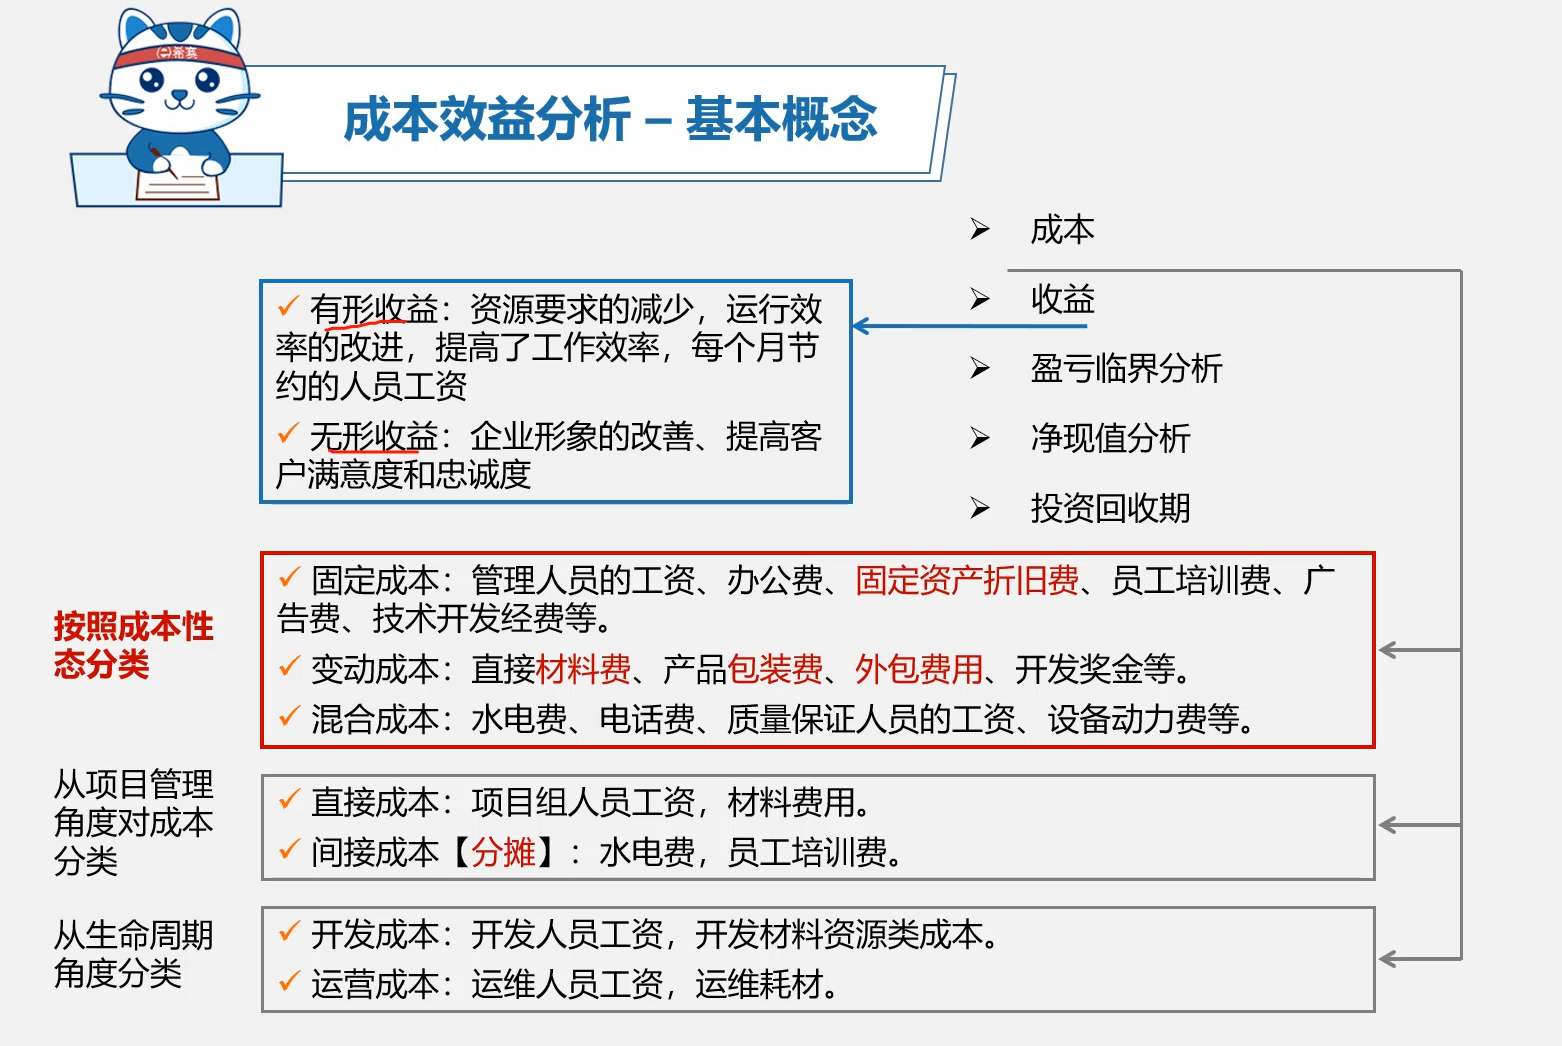 希赛
成本效益分析 – 基本概念
成本
收益
盈亏临界分析
净现值分析
投资回收期
有形收益：资源要求的减少，运行效
率的改进，提高了工作效率，每个月节
约的人员工资
无形收益：企业形象的改善、提高客
户满意度和忠诚度
按照成本性
态分类
固定成本：管理人员的工资、办公费、固定资产折旧费、员工培训费、广
告费、技术开发经费等。
变动成本：直接材料费、产品包装费、外包费用、开发奖金等。
混合成本：水电费、电话费、质量保证人员的工资、设备动力费等。
从项目管理
角度对成本
分类
直接成本：项目组人员工资，材料费用。
间接成本【分摊】：水电费，员工培训费。
从生命周期
角度分类
开发成本：开发人员工资，开发材料资源类成本。
运营成本：运维人员工资，运维耗材。